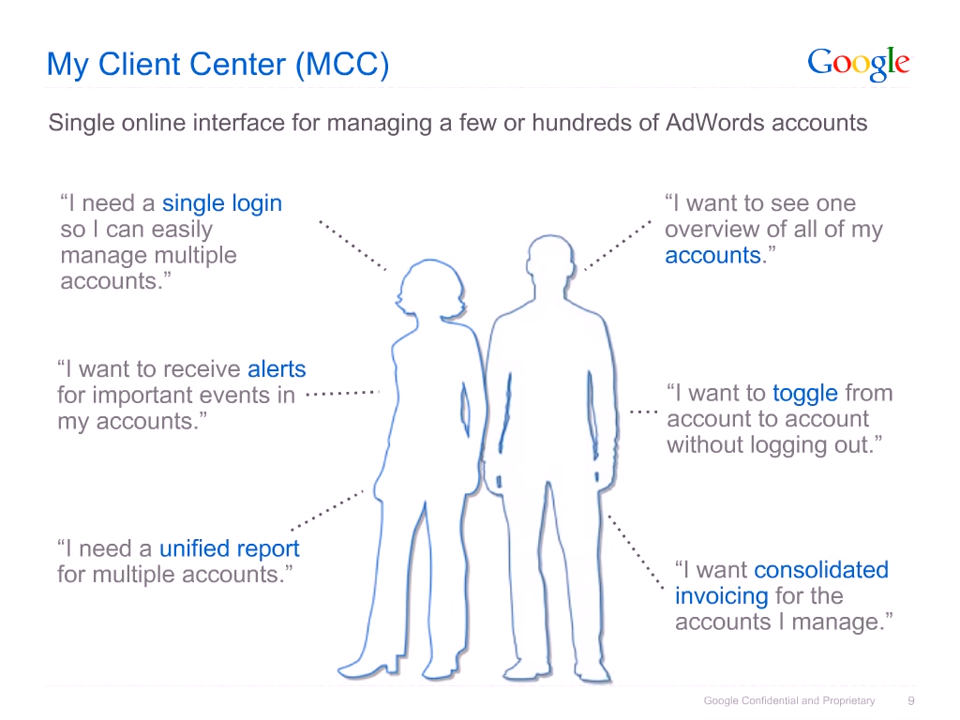 My Client Center (MCC)
Google
Single online interface for managing a few or hundreds of AdWords accounts
“I need a single login
so I can easily
manage multiple
accounts.”
“I want to see one
overview of all of my
accounts.”
“I want to receive alerts
for important events in
my accounts.”
“I want to toggle from
account to account
without logging out.”
“I need a unified report
for multiple accounts.”
“I want consolidated
invoicing for the
accounts I manage.”
Google Confidential and Proprietary 9